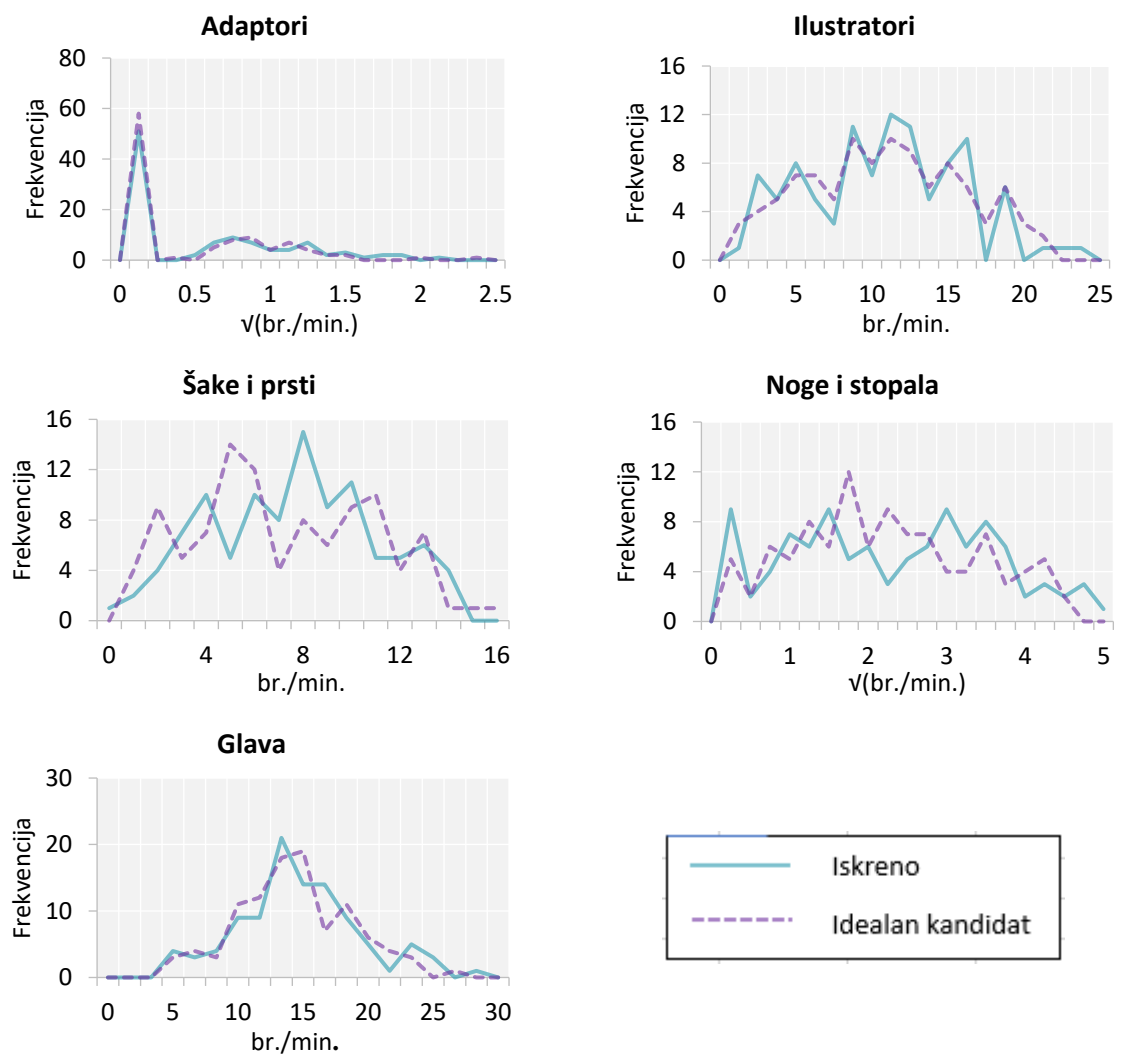 Adaptori
80
60
40
20
0
Frekvencija
0 0.5 1 1.5 2 2.5
√(br./min.)
Ilustratori
16
12
8
4
0
Frekvencija
0 5 10 15 20 25
br./min.
Šake i prsti
16
12
8
4
0
Frekvencija
0 4 8 12 16
br./min.
Noge i stopala
16
12
8
4
0
Frekvencija
0 1 2 3 4 5
√(br./min.)
Glava
30
20
10
0
Frekvencija
0 5 10 15 20 25 30
br./min.
Iskreno
Idealan kandidat